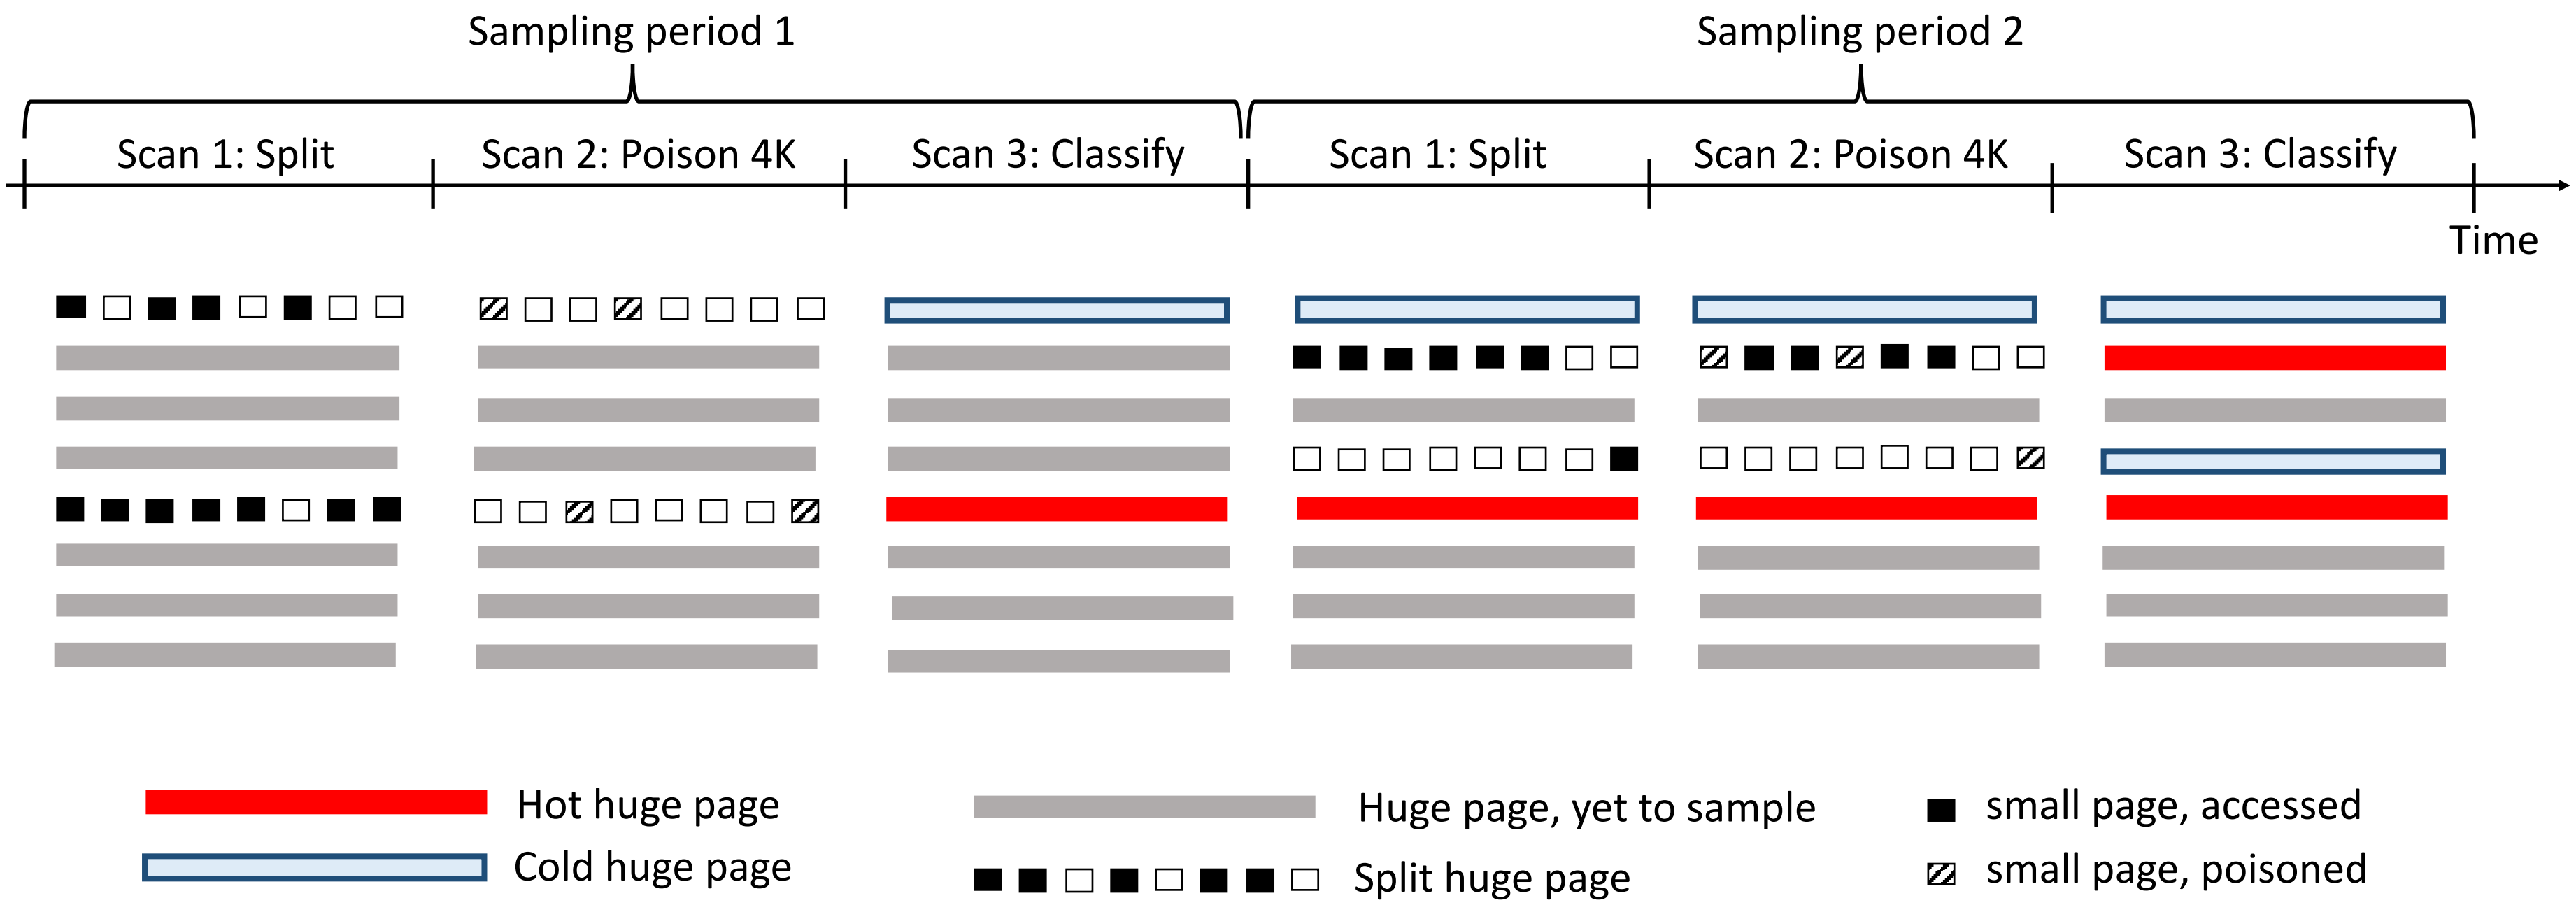 Sampling period 1
Sampling period 2
Scan 1: Split
Scan 2: Poison 4K
Scan 3: Classify
Scan 1: Split
Scan 2: Poison 4K
Scan 3: Classify
Time
Hot huge page
Huge page, yet to sample
small page, accessed
Cold huge page
Split huge page
small page, poisoned